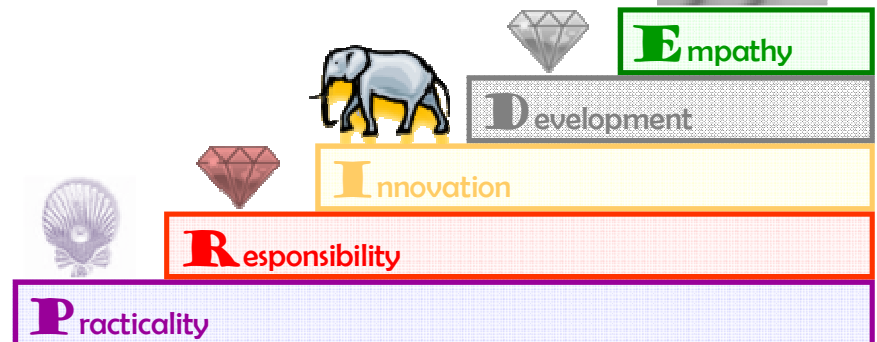 Empathy
Development
Innovation
Responsibility
Practicality